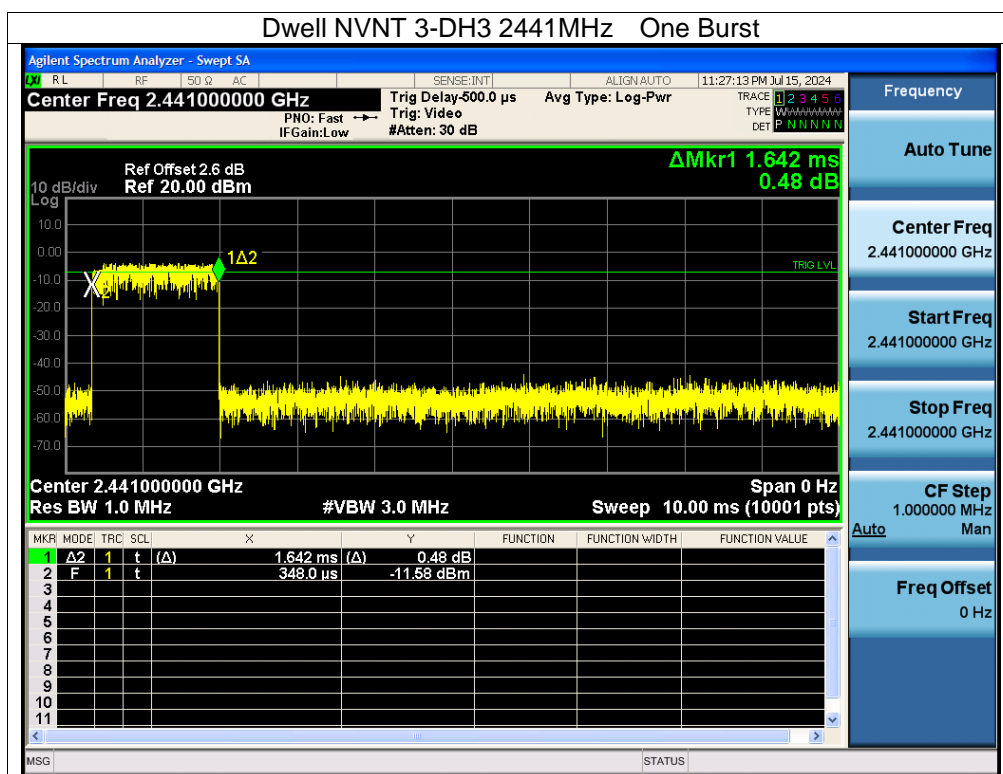 Dwell NVNT 3-DH3 2441MHz One Burst
Agilent Spectrum Analyzer - Swept SA
LXI RL RF 50 Ω AC SENSE:INT ALIGN AUTO 11:27:13 PM Jul 15, 2024
Center Freq 2.441000000 GHz
PNO: Fast
IFGain:Low
Trig Delay-500.0 µs
Trig: Video
#Atten: 30 dB
Avg Type: Log-Pwr
TRACE 1 2 3 4 5 6
TYPE WWWWWW
DET P N N N N N
ΔMkr1 1.642 ms
0.48 dB
Ref Offset 2.6 dB
10 dB/div Ref 20.00 dBm
Log
10.0
0.00
-10.0
-20.0
-30.0
-40.0
-50.0
-60.0
-70.0
1Δ2
TRIG LVL
Center 2.441000000 GHz Span 0 Hz
Res BW 1.0 MHz #VBW 3.0 MHz Sweep 10.00 ms (10001 pts)
MKR MODE TRC SCL X Y FUNCTION FUNCTION WIDTH FUNCTION VALUE
1 Δ2 1 t (Δ) 1.642 ms (Δ) 0.48 dB
2 F 1 t 348.0 µs -11.58 dBm
3
4
5
6
7
8
9
10
11
MSG STATUS
Frequency
Auto Tune
Center Freq
2.441000000 GHz
Start Freq
2.441000000 GHz
Stop Freq
2.441000000 GHz
CF Step
1.000000 MHz
Auto Man
Freq Offset
0 Hz